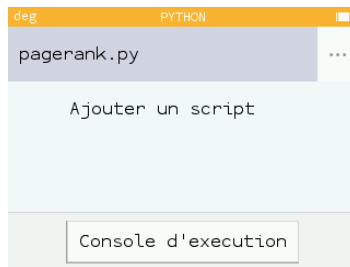 deg PYTHON
pagerank.py ...
Ajouter un script
Console d'execution